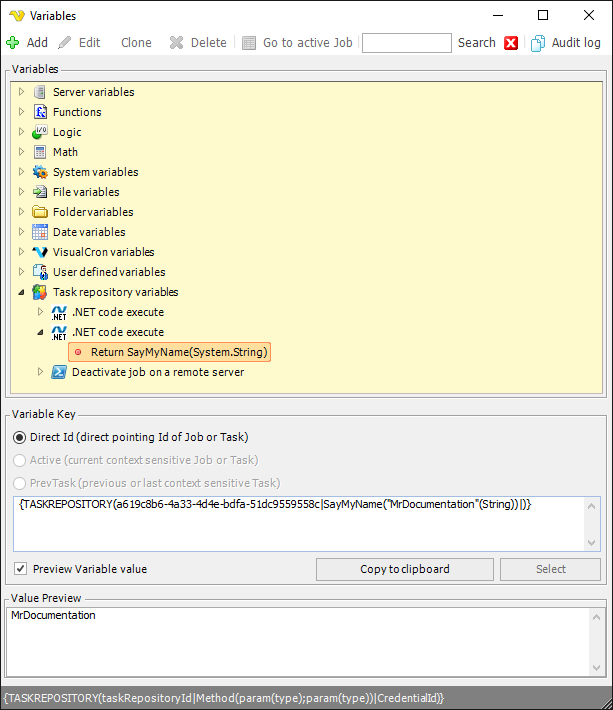 Variables
Add Edit Clone Delete Go to active Job Search Audit log
Variables
Server variables
Functions
Logic
Math
System variables
File variables
Folder variables
Date variables
VisualCron variables
User defined variables
Task repository variables
.NET .NET code execute
.NET .NET code execute
Return SayMyName(System.String)
Deactivate job on a remote server
Variable Key
Direct Id (direct pointing Id of Job or Task)
Active (current context sensitive Job or Task)
PrevTask (previous or last context sensitive Task)
{TASKREPOSITORY(a619c8b6-4a33-4d4e-bdfa-51dc9559558c|SayMyName("MrDocumentation"(String))|)}
Preview Variable value Copy to clipboard Select
Value Preview
MrDocumentation
{TASKREPOSITORY(taskRepositoryId|Method(param(type);param(type))|CredentialId)}